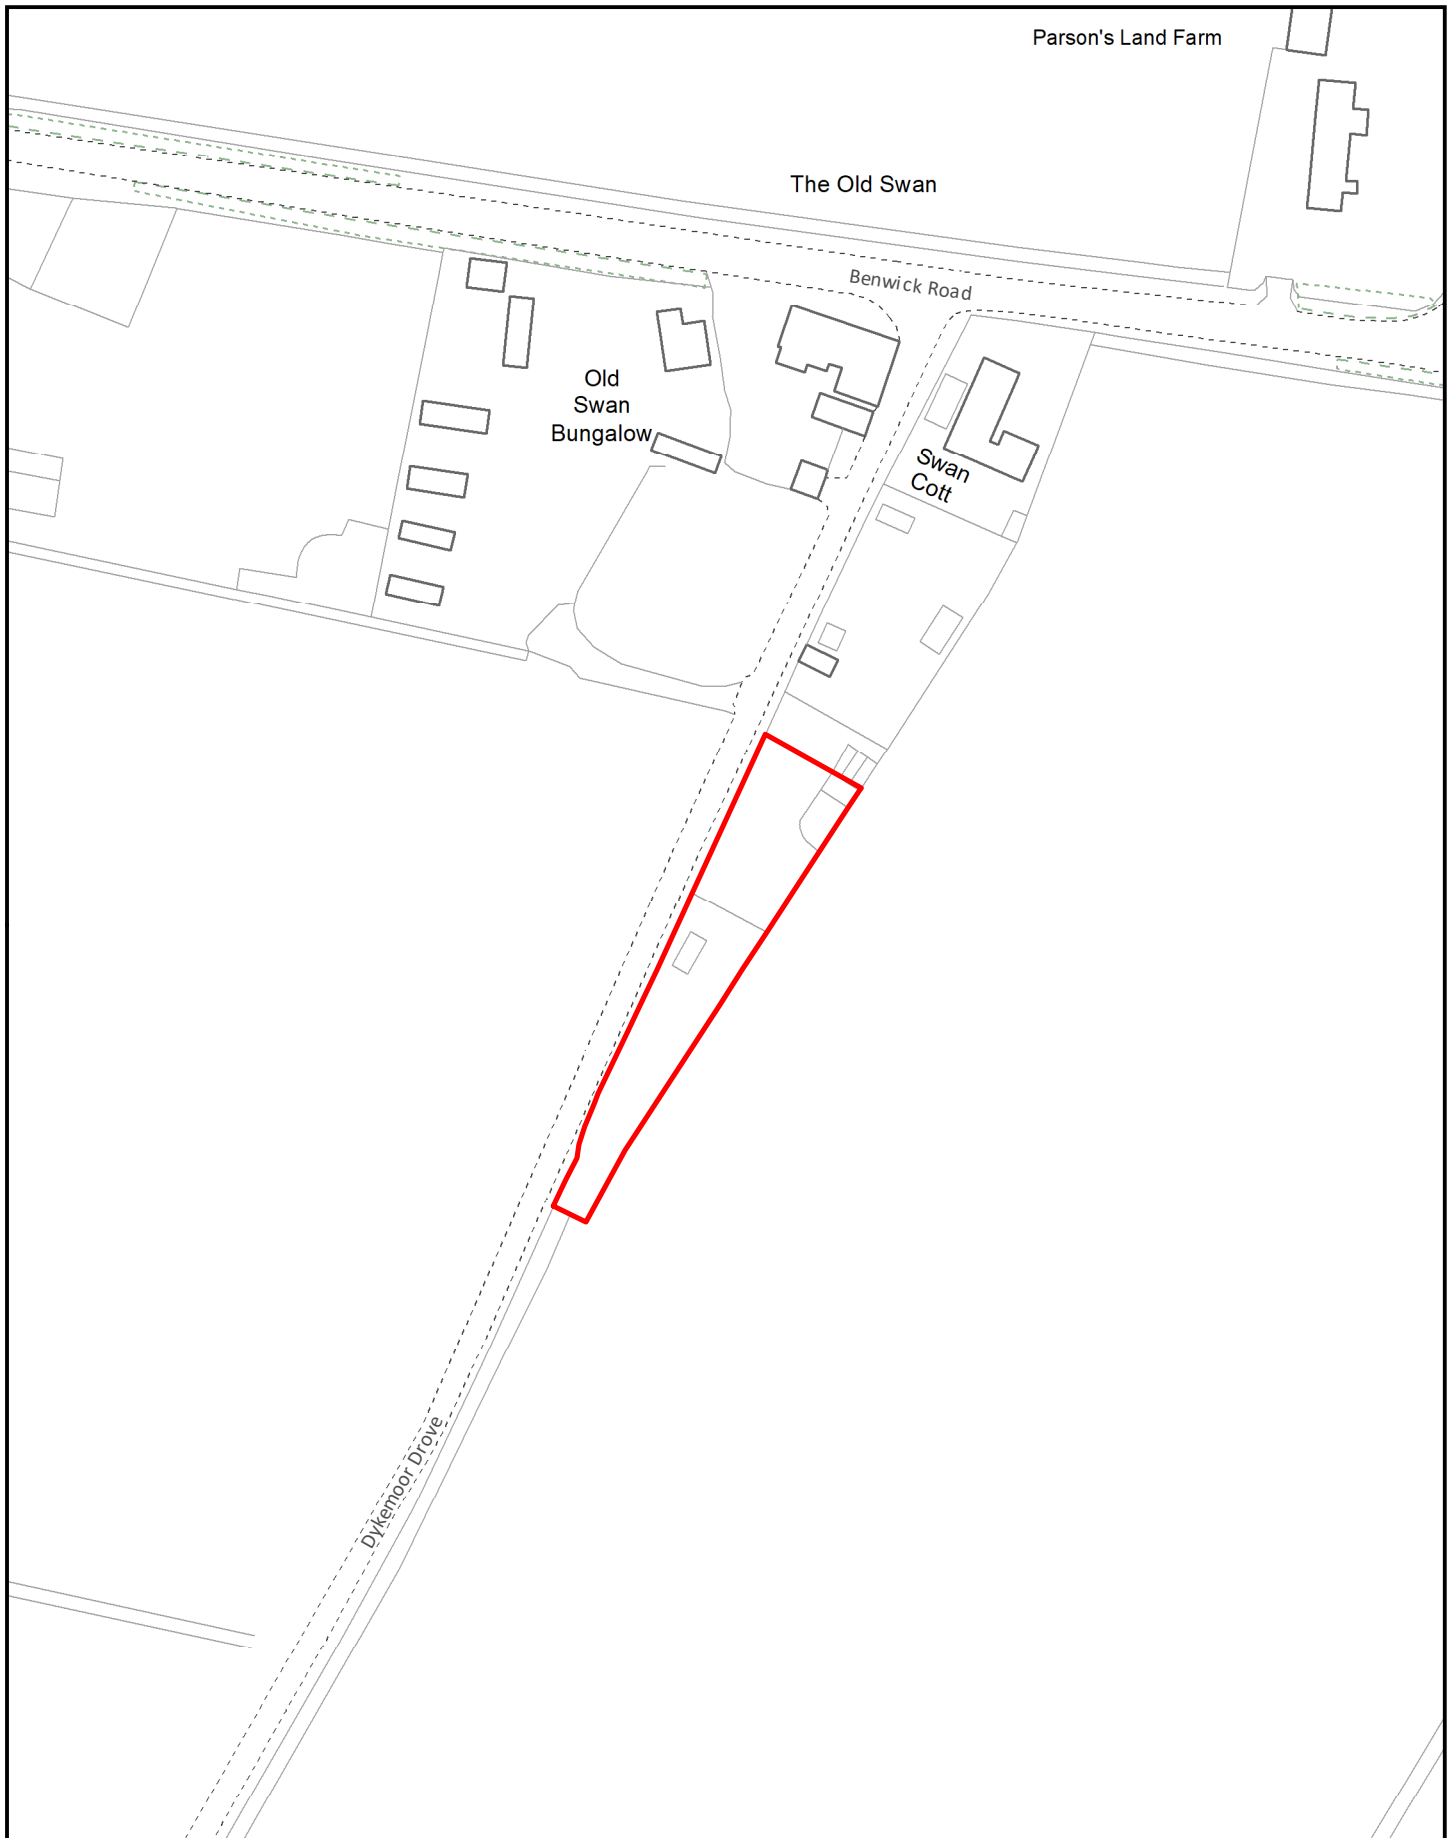 Parson's Land Farm
The Old Swan
Benwick Road
Old
Swan
Bungalow
Swan
Cott
Dykemoor Drove